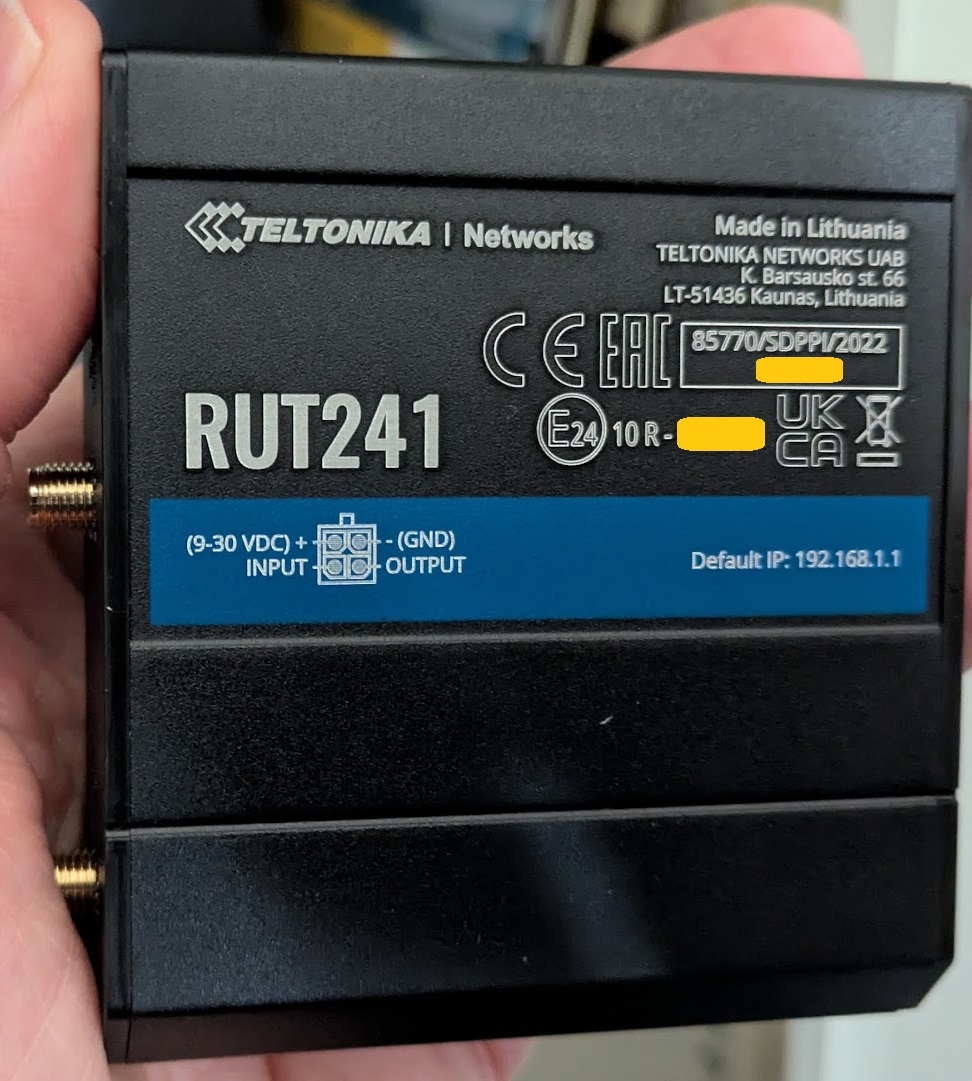 TELTONIKA | Networks
Made in Lithuania
TELTONIKA NETWORKS UAB
K. Barsausko st. 66
LT-51436 Kaunas, Lithuania
CE EAC 85770/SDPPI/2022
RUT241
E24 10 R-
UK
CA
(9-30 VDC) + - (GND)
INPUT OUTPUT
Default IP: 192.168.1.1